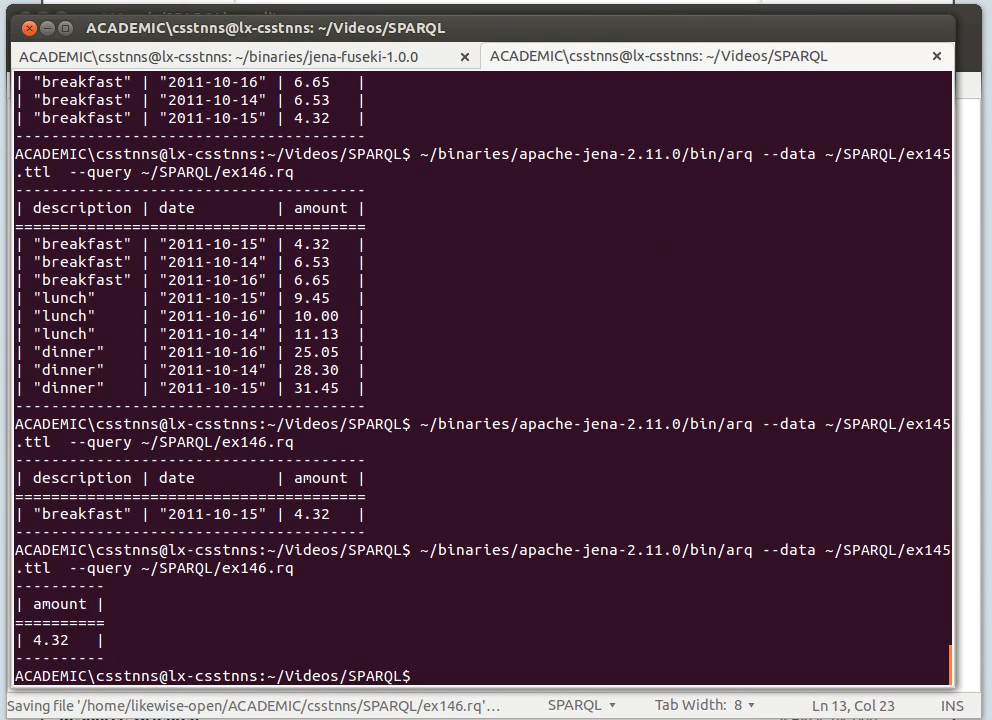 ACADEMIC\csstnns@lx-csstnns: ~/Videos/SPARQL
ACADEMIC\csstnns@lx-csstnns: ~/binaries/jena-fuseki-1.0.0 × ACADEMIC\csstnns@lx-csstnns: ~/Videos/SPARQL ×
| "breakfast" | "2011-10-16" | 6.65   |
| "breakfast" | "2011-10-14" | 6.53   |
| "breakfast" | "2011-10-15" | 4.32   |
---------------------------------------
ACADEMIC\csstnns@lx-csstnns:~/Videos/SPARQL$ ~/binaries/apache-jena-2.11.0/bin/arq --data ~/SPARQL/ex145
.ttl  --query ~/SPARQL/ex146.rq
---------------------------------------
| description | date         | amount |
=======================================
| "breakfast" | "2011-10-15" | 4.32   |
| "breakfast" | "2011-10-14" | 6.53   |
| "breakfast" | "2011-10-16" | 6.65   |
| "lunch"     | "2011-10-15" | 9.45   |
| "lunch"     | "2011-10-16" | 10.00  |
| "lunch"     | "2011-10-14" | 11.13  |
| "dinner"    | "2011-10-16" | 25.05  |
| "dinner"    | "2011-10-14" | 28.30  |
| "dinner"    | "2011-10-15" | 31.45  |
---------------------------------------
ACADEMIC\csstnns@lx-csstnns:~/Videos/SPARQL$ ~/binaries/apache-jena-2.11.0/bin/arq --data ~/SPARQL/ex145
.ttl  --query ~/SPARQL/ex146.rq
---------------------------------------
| description | date         | amount |
=======================================
| "breakfast" | "2011-10-15" | 4.32   |
---------------------------------------
ACADEMIC\csstnns@lx-csstnns:~/Videos/SPARQL$ ~/binaries/apache-jena-2.11.0/bin/arq --data ~/SPARQL/ex145
.ttl  --query ~/SPARQL/ex146.rq
----------
| amount |
==========
| 4.32   |
----------
ACADEMIC\csstnns@lx-csstnns:~/Videos/SPARQL$
Saving file '/home/likewise-open/ACADEMIC/csstnns/SPARQL/ex146.rq'… SPARQL Tab Width: 8 Ln 13, Col 23 INS